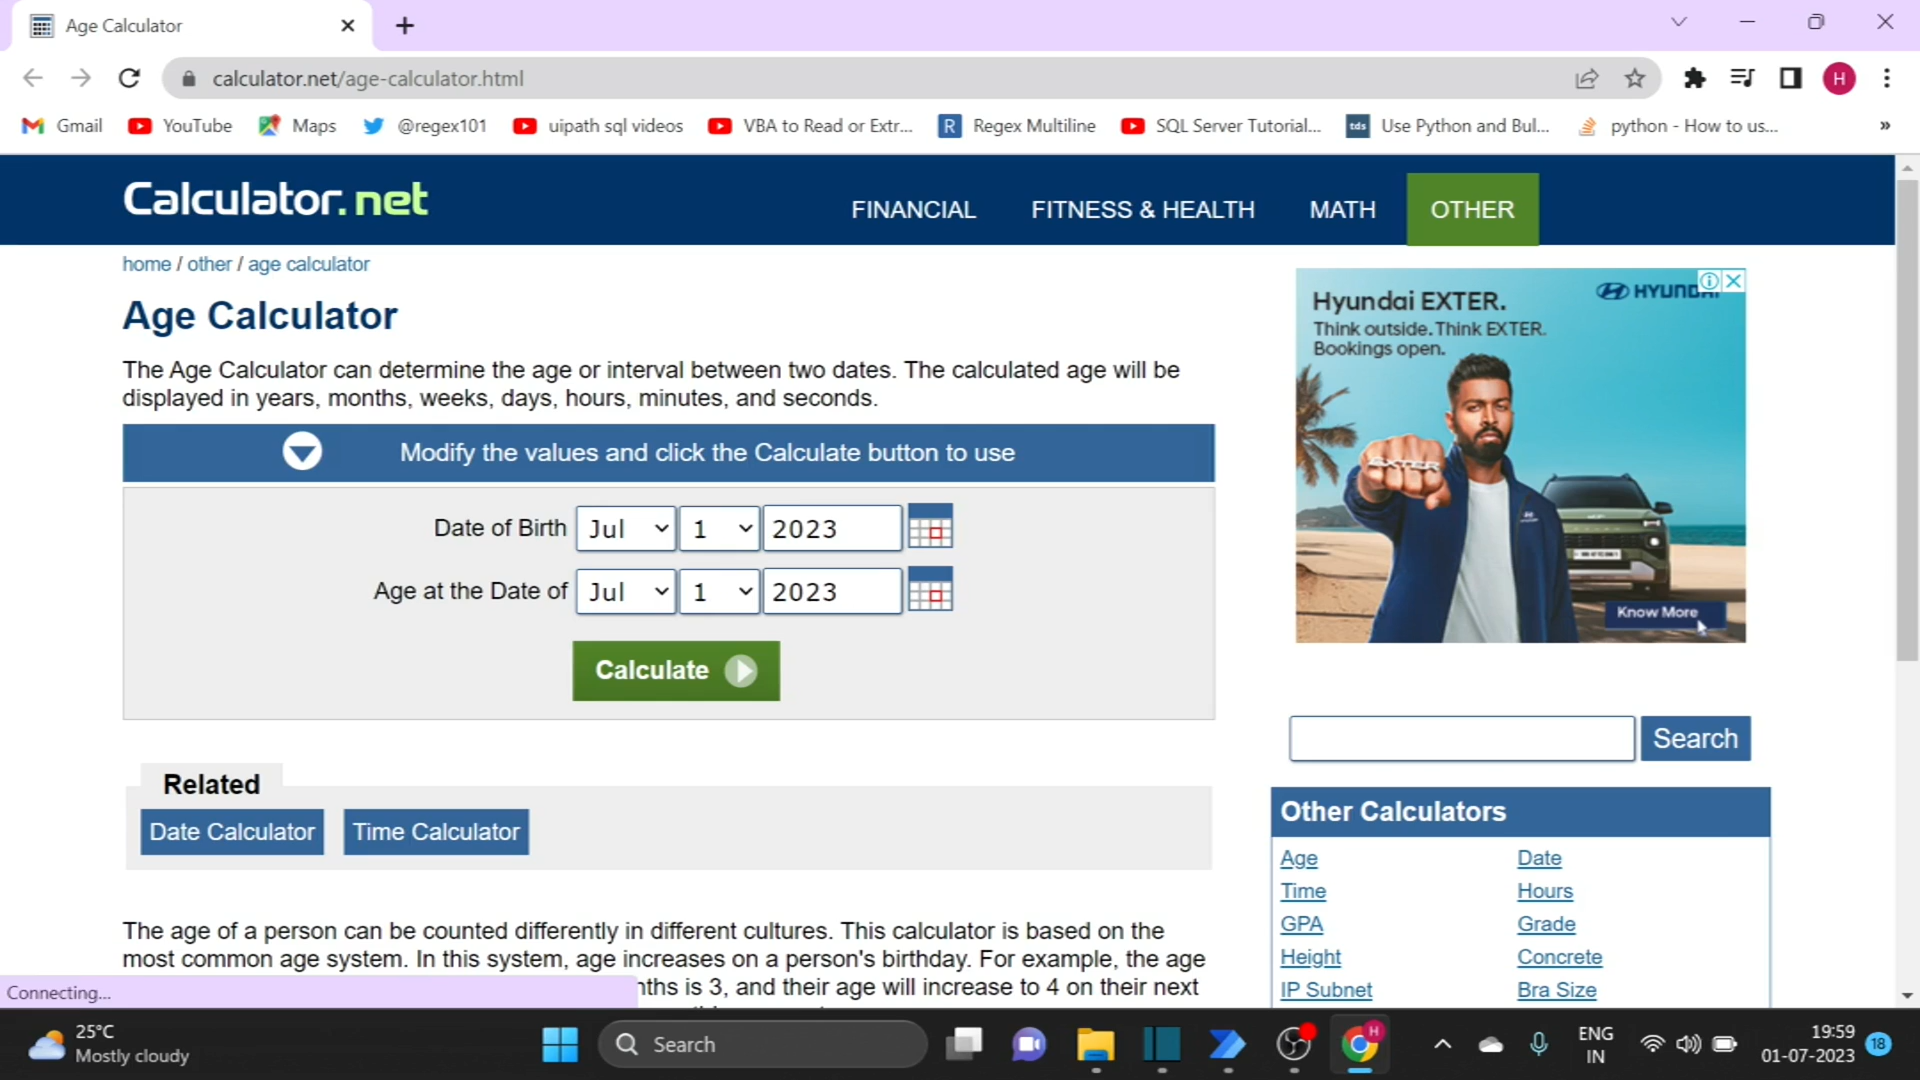 Age Calculator
calculator.net/age-calculator.html
H
Gmail
YouTube
Maps
@regex101
uipath sql videos
VBA to Read or Extr...
R
Regex Multiline
SQL Server Tutorial...
tds
Use Python and Bul...
python - How to us...
»
Calculator.net
FINANCIAL
FITNESS & HEALTH
MATH
OTHER
home / other / age calculator
Age Calculator
The Age Calculator can determine the age or interval between two dates. The calculated age will be
displayed in years, months, weeks, days, hours, minutes, and seconds.
Modify the values and click the Calculate button to use
Date of Birth Jul 1 2023
Age at the Date of Jul 1 2023
Calculate
Hyundai EXTER.
HYUNDAI
Think outside. Think EXTER.
Bookings open.
EXTER
Know More
Search
Related
Date Calculator
Time Calculator
Other Calculators
Age
Date
Time
Hours
GPA
Grade
Height
Concrete
IP Subnet
Bra Size
The age of a person can be counted differently in different cultures. This calculator is based on the
most common age system. In this system, age increases on a person's birthday. For example, the age
nths is 3, and their age will increase to 4 on their next
Connecting...
25°C
Mostly cloudy
Search
H
ENG
IN
19:59
01-07-2023
18